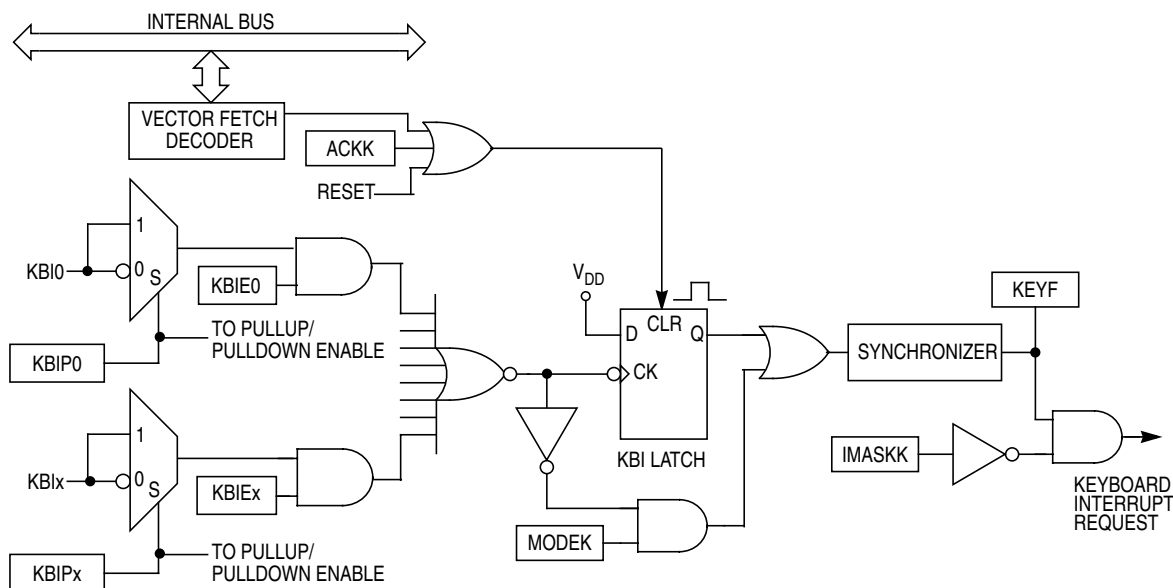 INTERNAL BUS
VECTOR FETCH
DECODER
ACKK
RESET
1
KBI0
0
S
KBIE0
TO PULLUP/
PULLDOWN ENABLE
KBIP0
VDD
D
CLR
Q
CK
KBI LATCH
SYNCHRONIZER
KEYF
1
KBIx
0
S
KBIEx
TO PULLUP/
PULLDOWN ENABLE
KBIPx
MODEK
IMASKK
KEYBOARD
INTERRUPT
REQUEST